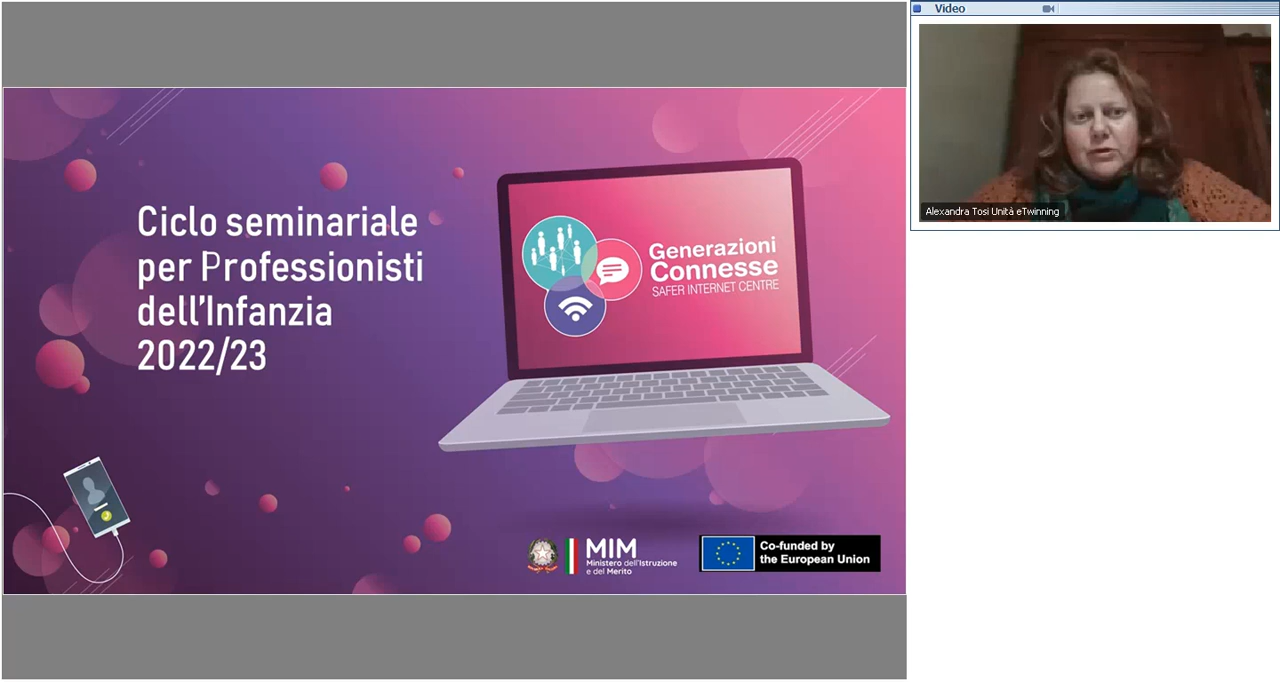 Video
Ciclo seminariale
per Professionisti
dell'Infanzia
2022/23
Generazioni
Connesse
SAFER INTERNET CENTRE
MIM
Ministero dell'Istruzione
e del Merito
Co-funded by
the European Union
Alexandra Tosi Unità eTwinning